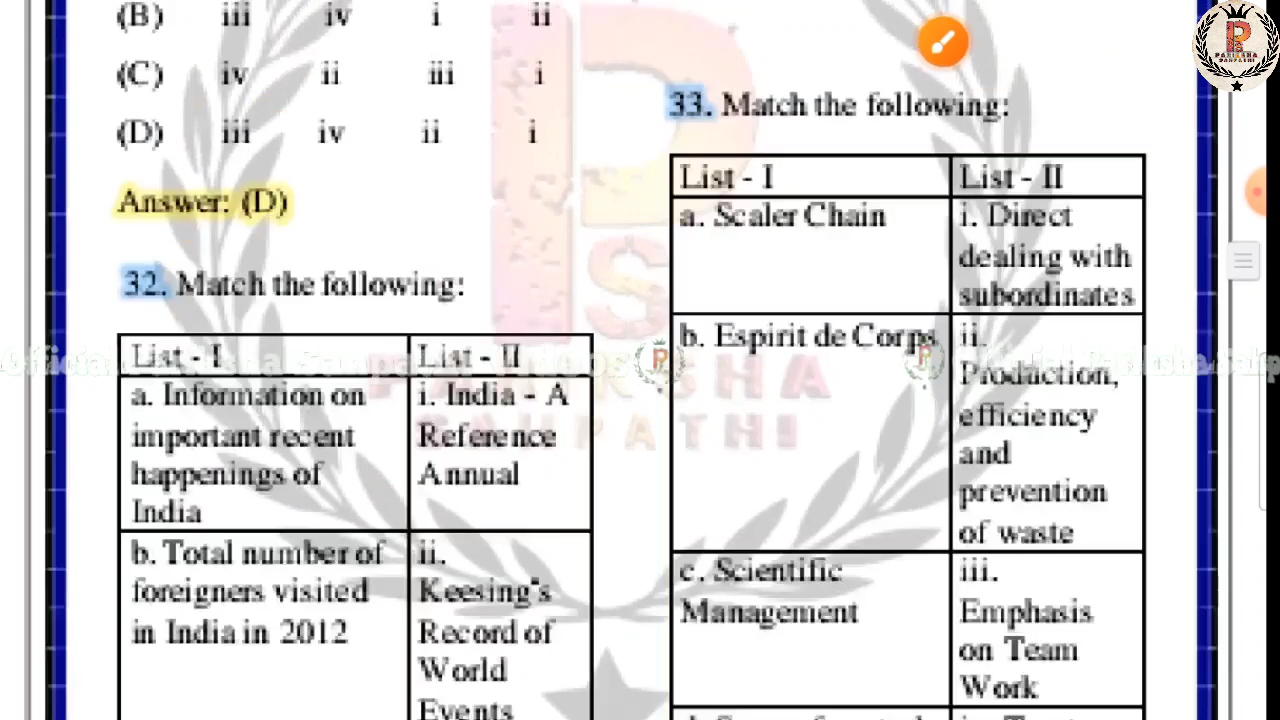 (B) iii iv i ii
(C) iv ii iii i
(D) iii iv ii i
Answer: (D)
32. Match the following:
List - I List - II
a. Information on i. India - A
important recent Reference
happenings of Annual
India
b. Total number of ii.
foreigners visited Keesing's
in India in 2012 Record of
World
Events
33. Match the following:
List - I List - II
a. Scaler Chain i. Direct
dealing with
subordinates
b. Espirit de Corps ii.
Production,
efficiency
and
prevention
of waste
c. Scientific iii.
Management Emphasis
on Team
Work
PARIKSHA
SANPATHI